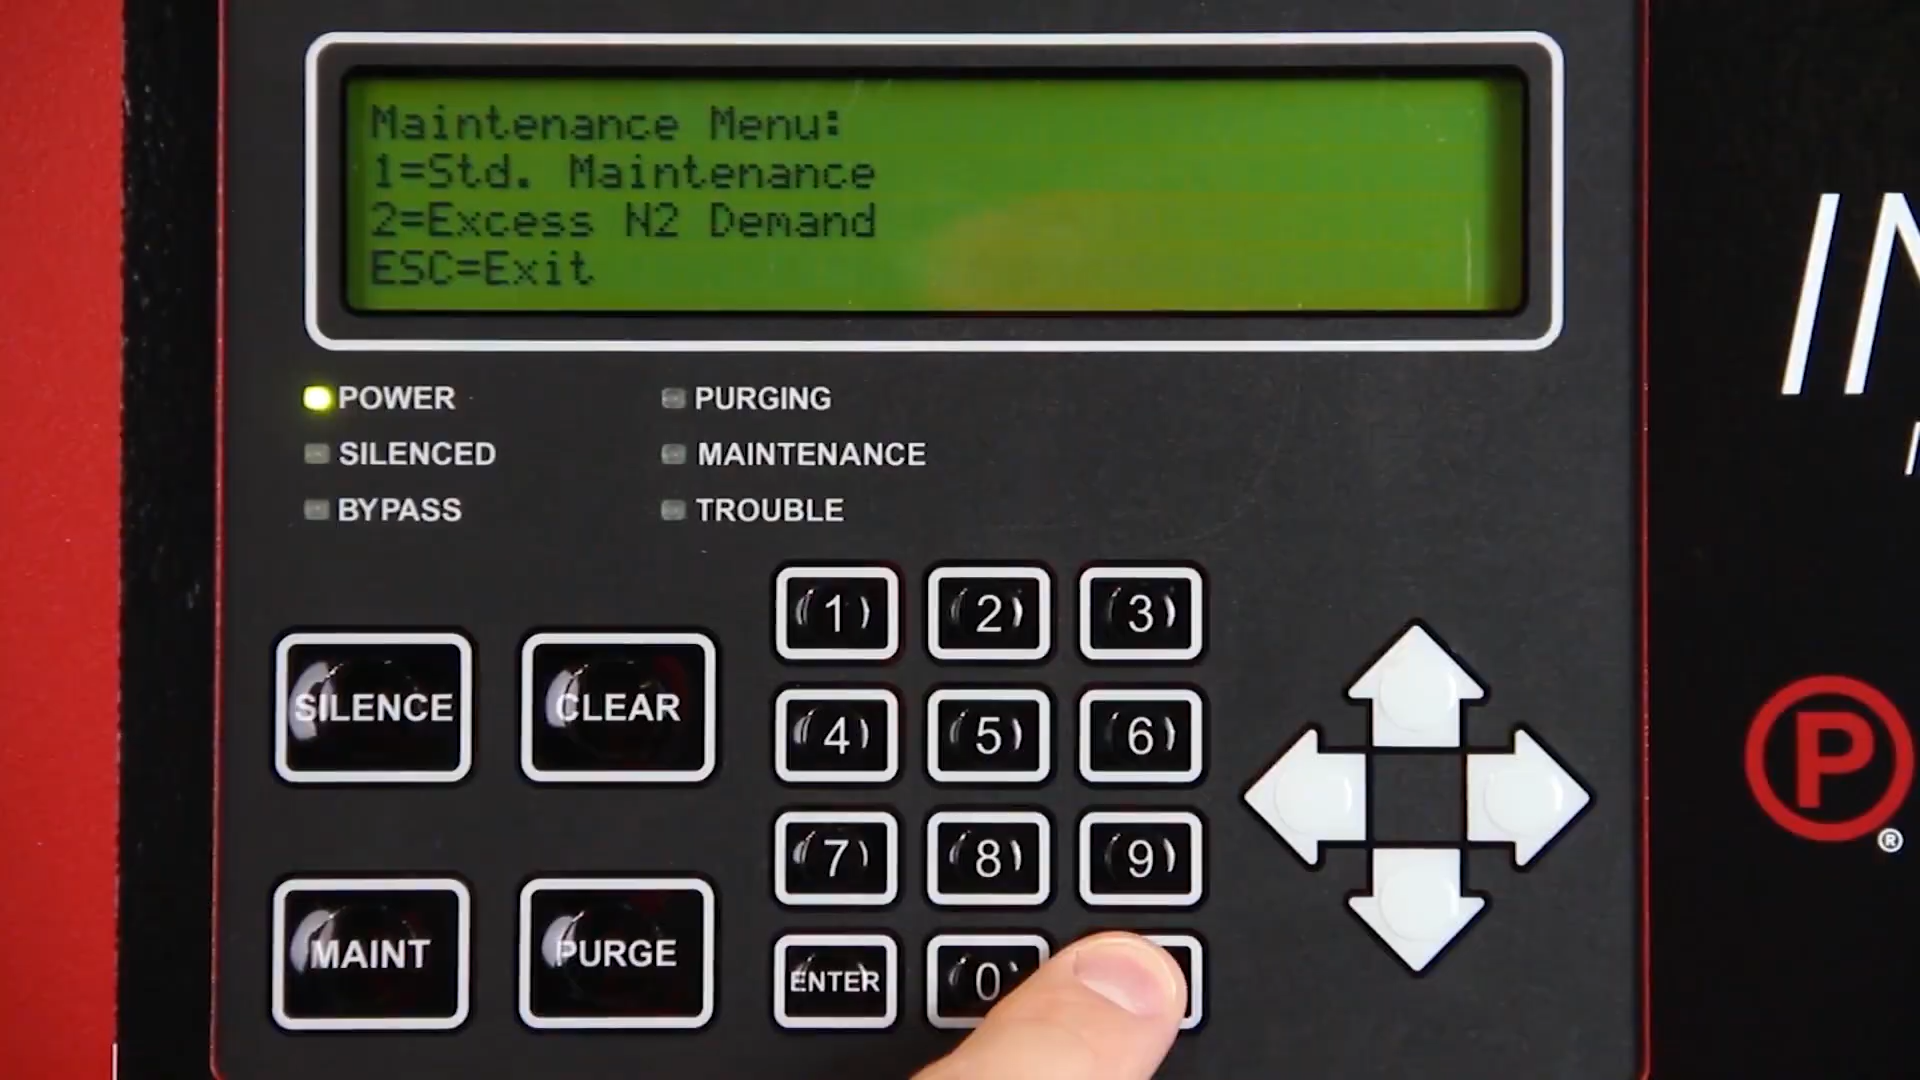 Maintenance Menu:
1=Std. Maintenance
2=Excess N2 Demand
ESC=Exit
POWER
PURGING
SILENCED
MAINTENANCE
BYPASS
TROUBLE
SILENCE
CLEAR
1
2
3
4
5
6
7
8
9
MAINT
PURGE
ENTER
0
P
®